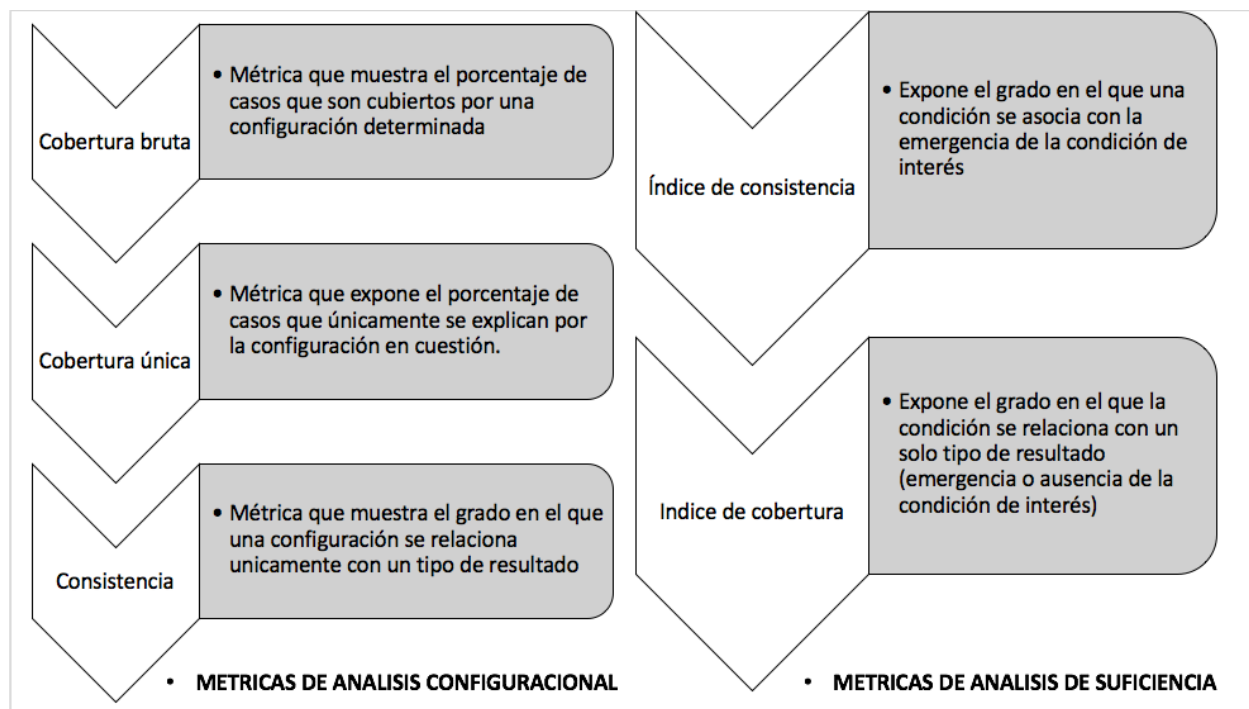 Cobertura bruta
• Métrica que muestra el porcentaje de
casos que son cubiertos por una
configuración determinada
Cobertura única
• Métrica que expone el porcentaje de
casos que únicamente se explican por
la configuración en cuestión.
Consistencia
• Métrica que muestra el grado en el que
una configuración se relaciona
unicamente con un tipo de resultado
• METRICAS DE ANALISIS CONFIGURACIONAL
Índice de consistencia
• Expone el grado en el que una
condición se asocia con la
emergencia de la condición de
interés
Indice de cobertura
• Expone el grado en el que la
condición se relaciona con un
solo tipo de resultado
(emergencia o ausencia de la
condición de interés)
• METRICAS DE ANALISIS DE SUFICIENCIA